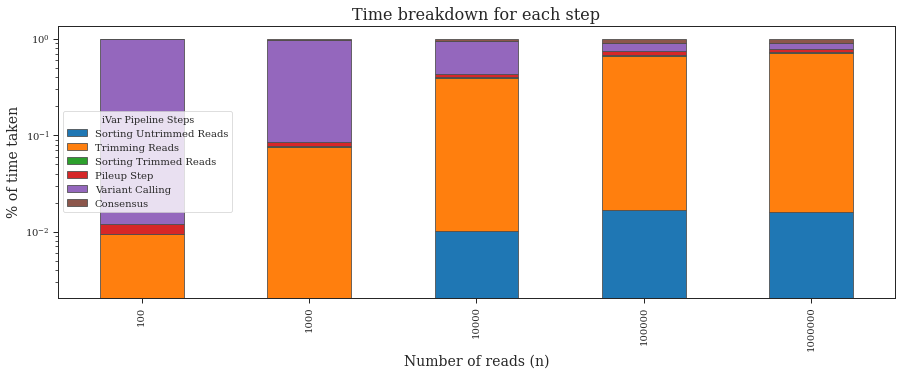 Time breakdown for each step
% of time taken
10⁰
10⁻¹
10⁻²
iVar Pipeline Steps
Sorting Untrimmed Reads
Trimming Reads
Sorting Trimmed Reads
Pileup Step
Variant Calling
Consensus
100
1000
10000
100000
1000000
Number of reads (n)